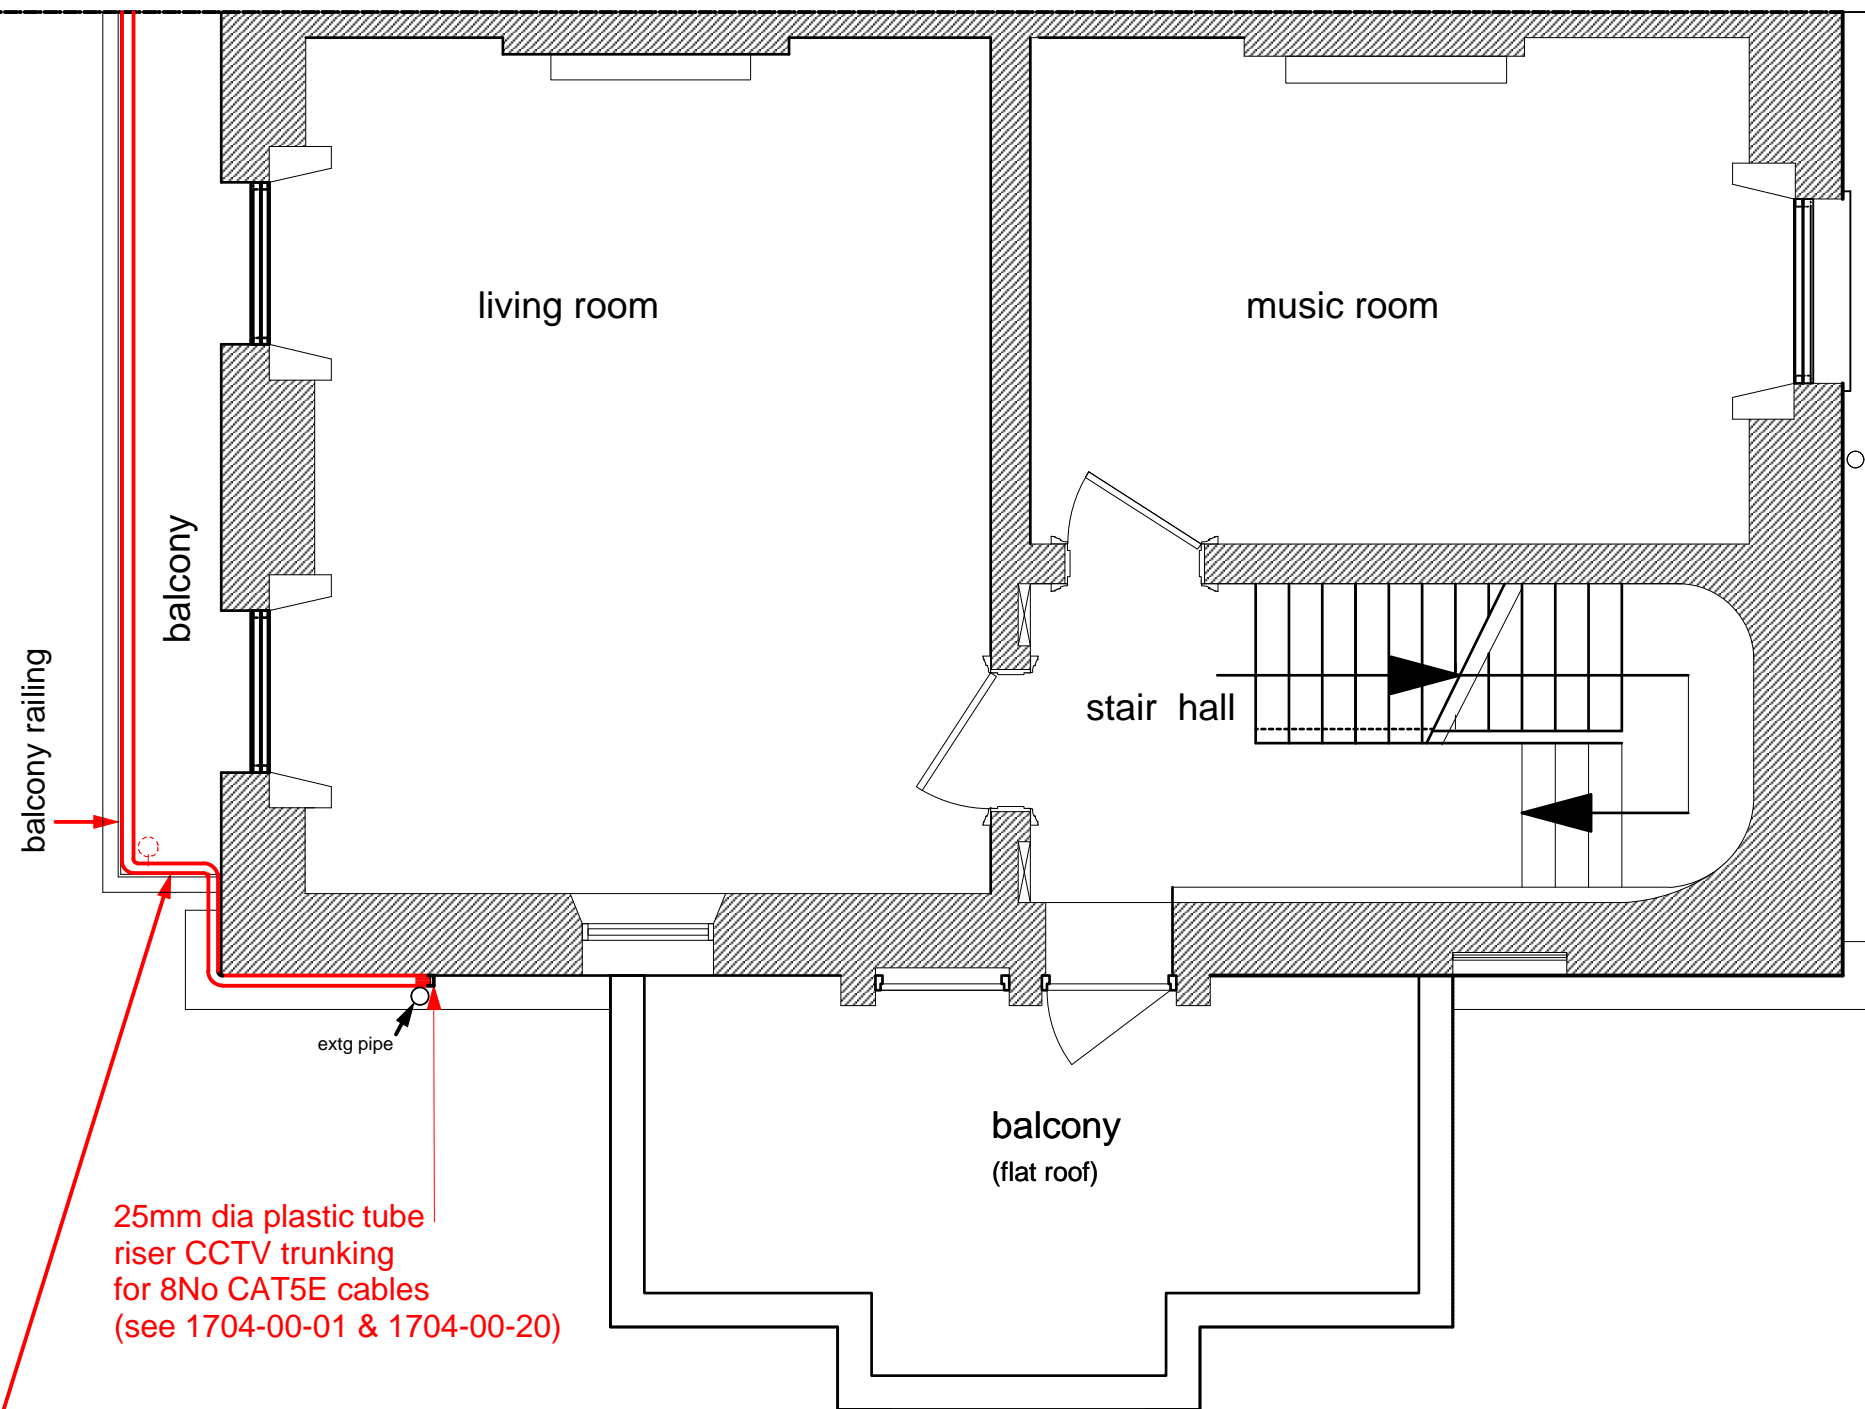 living room
music room
balcony
balcony railing
stair hall
extg pipe
balcony
(flat roof)
25mm dia plastic tube
riser CCTV trunking
for 8No CAT5E cables
(see 1704-00-01 & 1704-00-20)